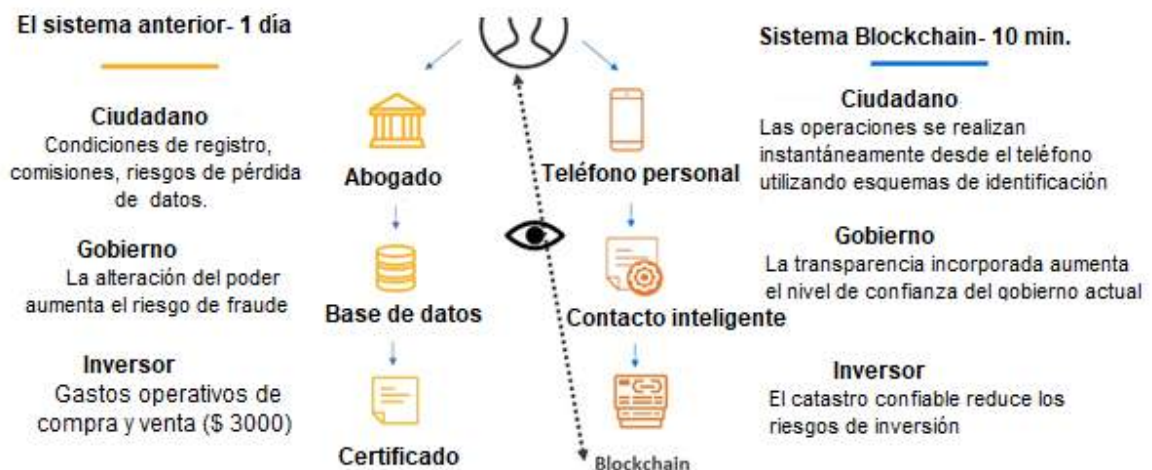 El sistema anterior- 1 día
Ciudadano
Condiciones de registro,
comisiones, riesgos de pérdida
de datos.
Gobierno
La alteración del poder
aumenta el riesgo de fraude
Inversor
Gastos operativos de
compra y venta ($ 3000)
Abogado
Base de datos
Certificado
Teléfono personal
Contacto inteligente
Blockchain
Sistema Blockchain- 10 min.
Ciudadano
Las operaciones se realizan
instantáneamente desde el teléfono
utilizando esquemas de identificación
Gobierno
La transparencia incorporada aumenta
el nivel de confianza del gobierno actual
Inversor
El catastro confiable reduce los
riesgos de inversión